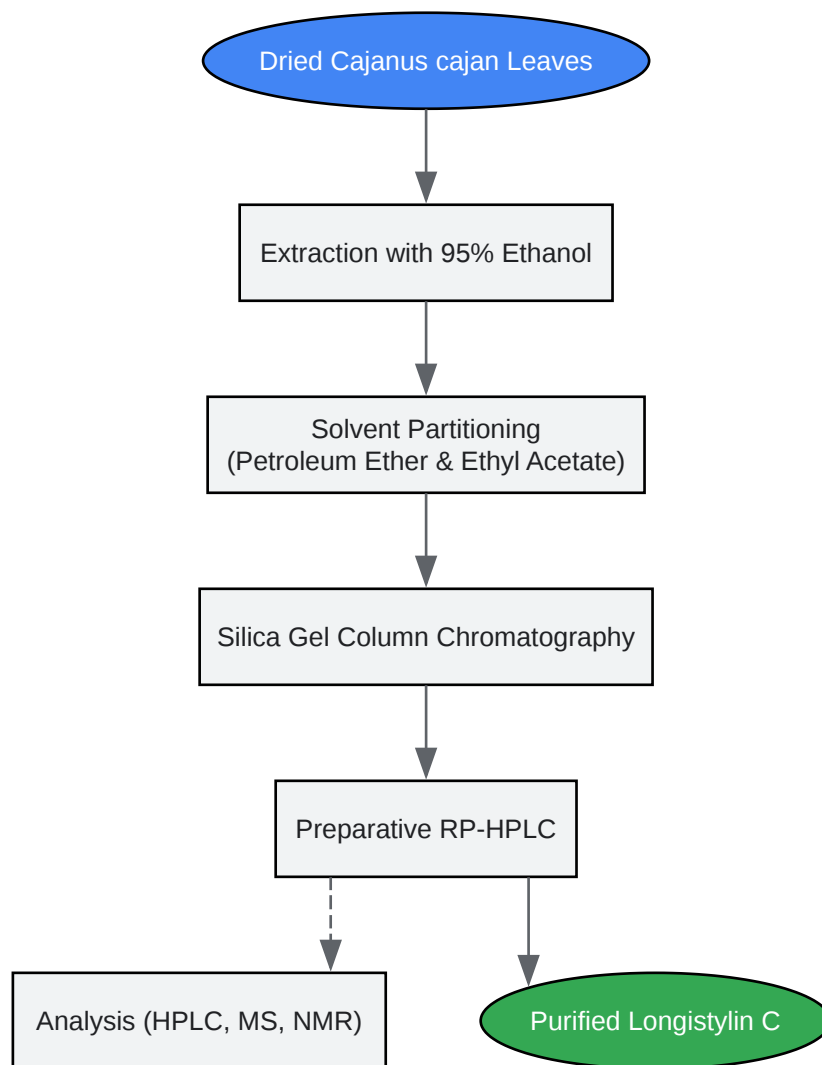 Dried Cajanus cajan Leaves
Extraction with 95% Ethanol
Solvent Partitioning
(Petroleum Ether & Ethyl Acetate)
Silica Gel Column Chromatography
Preparative RP-HPLC
Analysis (HPLC, MS, NMR)
Purified Longistylin C